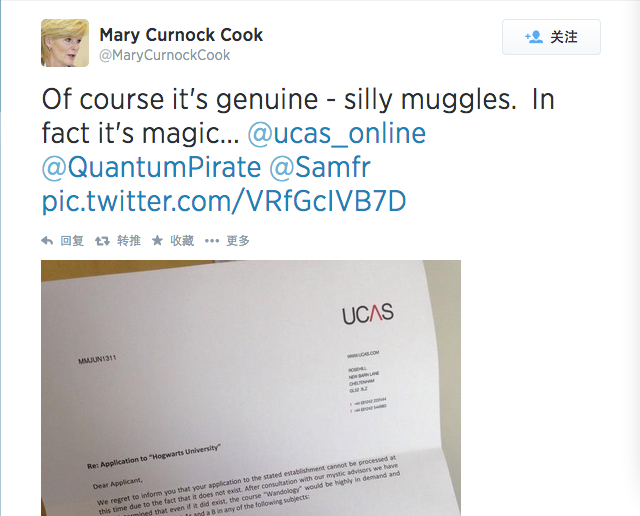 Mary Curnock Cook
@MaryCurnockCook
关注
Of course it's genuine - silly muggles. In
fact it's magic... @ucas_online
@QuantumPirate @Samfr
pic.twitter.com/VRfGcIVB7D
回复 转推 收藏 更多
UCAS
MMJUN1311
WWW.UCAS.COM
ROSEHILL
NEW BARN LANE
CHELTENHAM
GL52 3LZ
Re: Application to "Hogwarts University"
Dear Applicant,
We regret to inform you that your application to the stated establishment cannot be processed at
this time due to the fact that it does not exist. After consultation with our mystic advisors we have
determined that even if it did exist, the course "Wandology" would be highly in demand and
and a B in any of the following subjects: